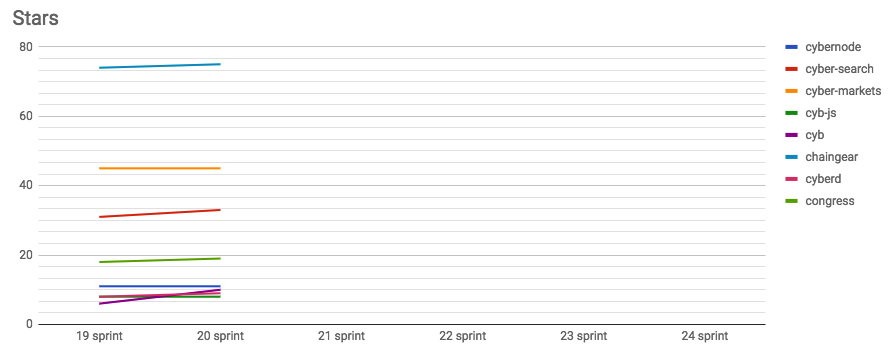 Stars
80
60
40
20
0
19 sprint 20 sprint 21 sprint 22 sprint 23 sprint 24 sprint
cybernode
cyber-search
cyber-markets
cyb-js
cyb
chaingear
cyberd
congress